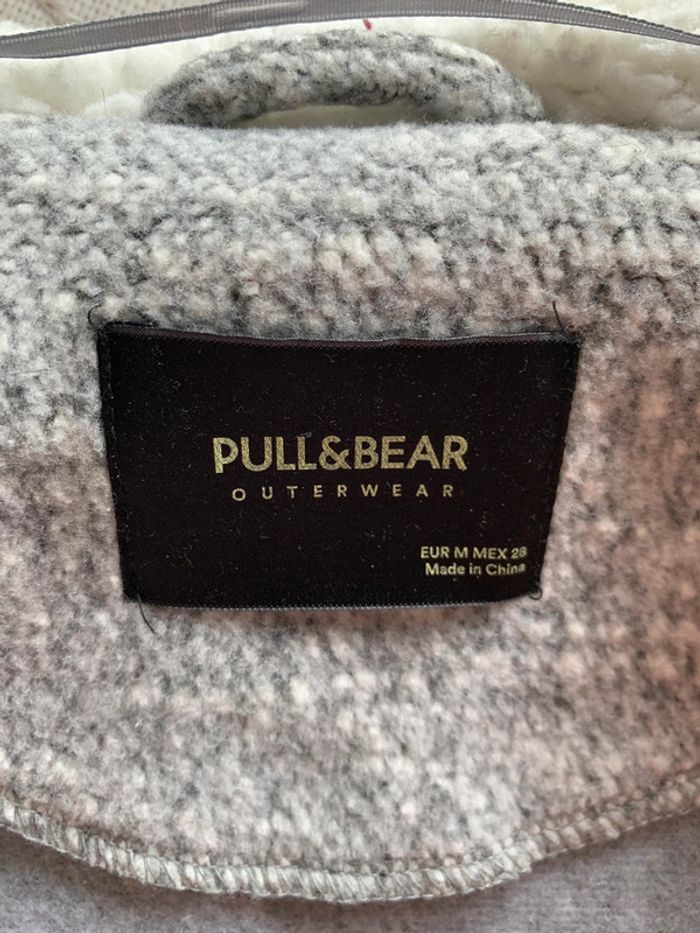 PULL&BEAR
OUTERWEAR
EUR M MEX 28
Made in China